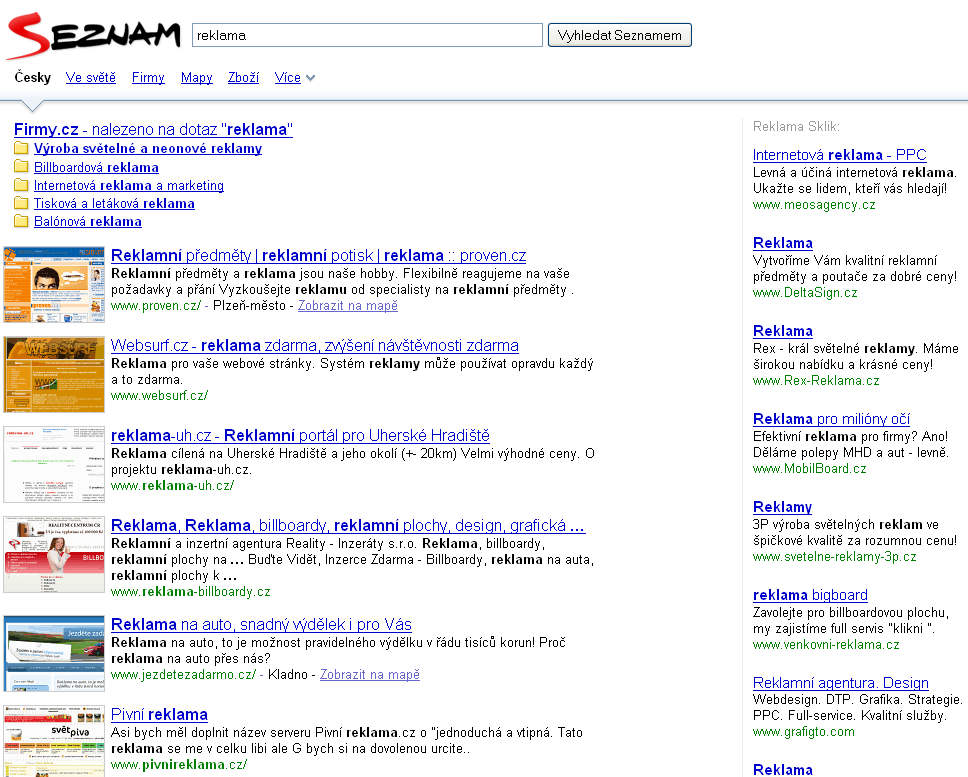 SEZNAM
reklama
Vyhledat Seznamem
Česky Ve světě Firmy Mapy Zboží Více
Firmy.cz - nalezeno na dotaz "reklama"
Výroba světelné a neonové reklamy
Billboardová reklama
Internetová reklama a marketing
Tisková a letáková reklama
Balónová reklama
Reklamní předměty | reklamní potisk | reklama :: proven.cz
Reklamní předměty a reklama jsou naše hobby. Flexibilně reagujeme na vaše
požadavky a přání Vyzkoušejte reklamu od specialisty na reklamní předměty .
www.proven.cz/ - Plzeň-město - Zobrazit na mapě
Websurf.cz - reklama zdarma, zvýšení návštěvnosti zdarma
Reklama pro vaše webové stránky. Systém reklamy může používat opravdu každý
a to zdarma.
www.websurf.cz/
reklama-uh.cz - Reklamní portál pro Uherské Hradiště
Reklama cílená na Uherské Hradiště a jeho okolí (+- 20km) Velmi výhodné ceny. O
projektu reklama-uh.cz.
www.reklama-uh.cz/
Reklama, Reklama, billboardy, reklamní plochy, design, grafická ...
Reklamní a inzertní agentura Reality - Inzeráty s.r.o. Reklama, billboardy,
reklamní plochy na ... Buďte Vidět, Inzerce Zdarma - Billboardy, reklama na auta,
reklamní plochy k ...
www.reklama-billboardy.cz
Reklama na auto, snadný výdělek i pro Vás
Reklama na auto, to je možnost pravidelného výdělku v řádu tisíců korun! Proč
reklama na auto přes nás?
www.jezdetezadarmo.cz/ - Kladno - Zobrazit na mapě
Pivní reklama
Asi bych měl doplnit název serveru Pivní reklama.cz o "jednoduchá a vtipná. Tato
reklama se me v celku libi ale G bych si na dovolenou urcite..
www.pivnireklama.cz/
Reklama Sklik:
Internetová reklama - PPC
Levná a účiná internetová reklama.
Ukažte se lidem, kteří vás hledají!
www.meosagency.cz
Reklama
Vytvoříme Vám kvalitní reklamní
předměty a poutače za dobré ceny!
www.DeltaSign.cz
Reklama
Rex - král světelné reklamy. Máme
širokou nabídku a krásné ceny!
www.Rex-Reklama.cz
Reklama pro milióny očí
Efektivní reklama pro firmy? Ano!
Děláme polepy MHD a aut - levně.
www.MobilBoard.cz
Reklamy
3P výroba světelných reklam ve
špičkové kvalitě za rozumnou cenu!
www.svetelne-reklamy-3p.cz
reklama bigboard
Zavolejte pro billboardovou plochu,
my zajistíme full servis "klikni ".
www.venkovni-reklama.cz
Reklamní agentura. Design
Webdesign. DTP. Grafika. Strategie.
PPC. Full-service. Kvalitní služby.
www.grafigto.com
Reklama